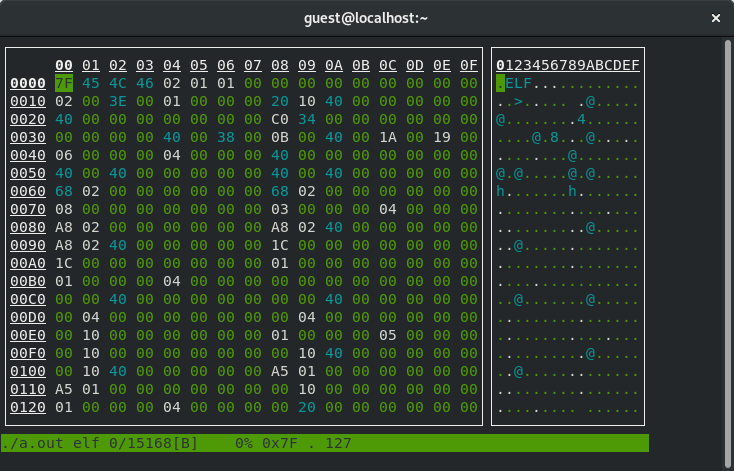 guest@localhost:~
00 01 02 03 04 05 06 07 08 09 0A 0B 0C 0D 0E 0F 0123456789ABCDEF
0000 7F 45 4C 46 02 01 01 00 00 00 00 00 00 00 00 00 .ELF............
0010 02 00 3E 00 01 00 00 00 20 10 40 00 00 00 00 00 ..>..... .@.....
0020 40 00 00 00 00 00 00 00 C0 34 00 00 00 00 00 00 @........4......
0030 00 00 00 00 40 00 38 00 0B 00 40 00 1A 00 19 00 ....@.8...@.....
0040 06 00 00 00 04 00 00 00 40 00 00 00 00 00 00 00 ........@.......
0050 40 00 40 00 00 00 00 00 40 00 40 00 00 00 00 00 @.@.....@.@.....
0060 68 02 00 00 00 00 00 00 68 02 00 00 00 00 00 00 h.......h.......
0070 08 00 00 00 00 00 00 00 03 00 00 00 04 00 00 00 ................
0080 A8 02 00 00 00 00 00 00 A8 02 40 00 00 00 00 00 ..........@.....
0090 A8 02 40 00 00 00 00 00 1C 00 00 00 00 00 00 00 ..@.............
00A0 1C 00 00 00 00 00 00 00 01 00 00 00 00 00 00 00 ................
00B0 01 00 00 00 04 00 00 00 00 00 00 00 00 00 00 00 ................
00C0 00 00 40 00 00 00 00 00 00 00 40 00 00 00 00 00 ..@.......@.....
00D0 00 04 00 00 00 00 00 00 00 04 00 00 00 00 00 00 ................
00E0 00 10 00 00 00 00 00 00 01 00 00 00 05 00 00 00 ................
00F0 00 10 00 00 00 00 00 00 00 10 40 00 00 00 00 00 ..........@.....
0100 00 10 40 00 00 00 00 00 A5 01 00 00 00 00 00 00 ..@.............
0110 A5 01 00 00 00 00 00 00 00 10 00 00 00 00 00 00 ................
0120 01 00 00 00 04 00 00 00 00 20 00 00 00 00 00 00 ......... ......
./a.out elf 0/15168[B] 0% 0x7F . 127